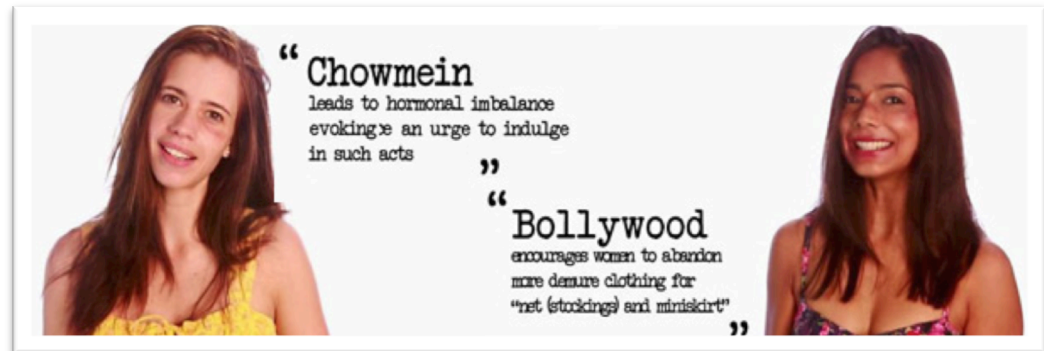 “ Chowmein
leads to hormonal imbalance
evoking>e an urge to indulge
in such acts
”
“ Bollywood
encourages women to abandon
more demure clothing for
“net (stockings) and miniskirt”
”